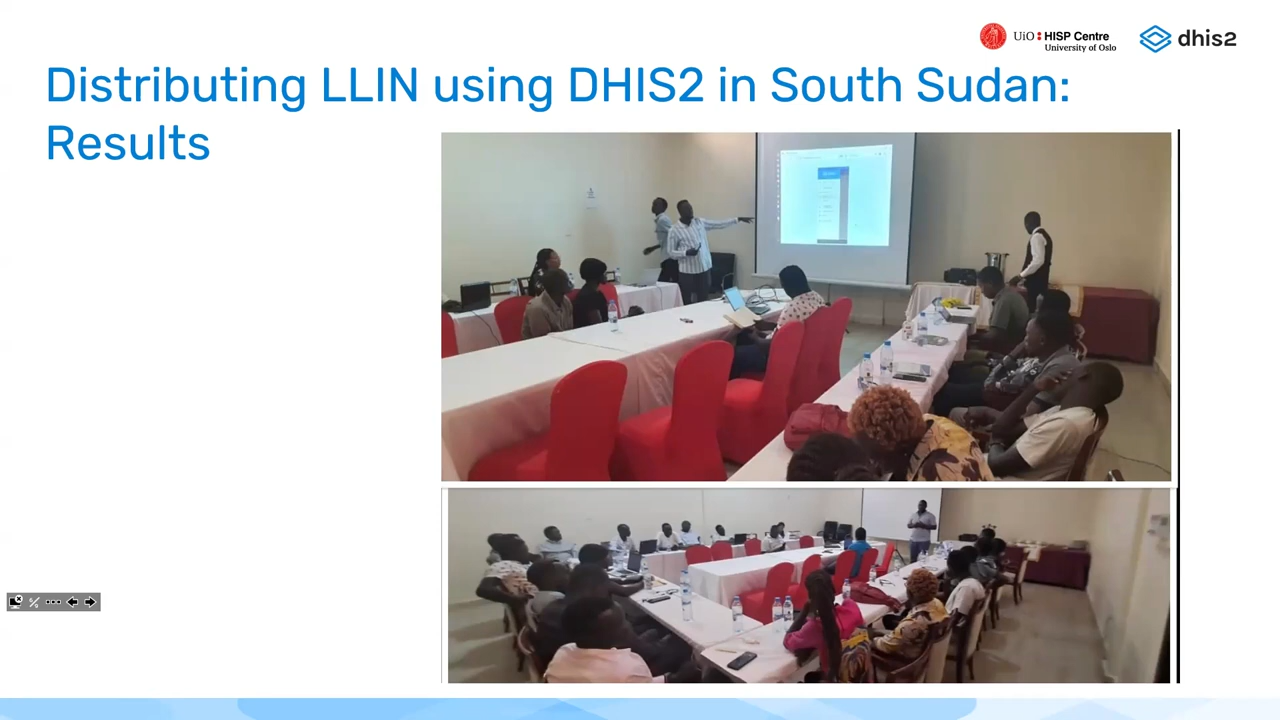 UiO HISP Centre
University of Oslo
dhis2
Distributing LLIN using DHIS2 in South Sudan:
Results